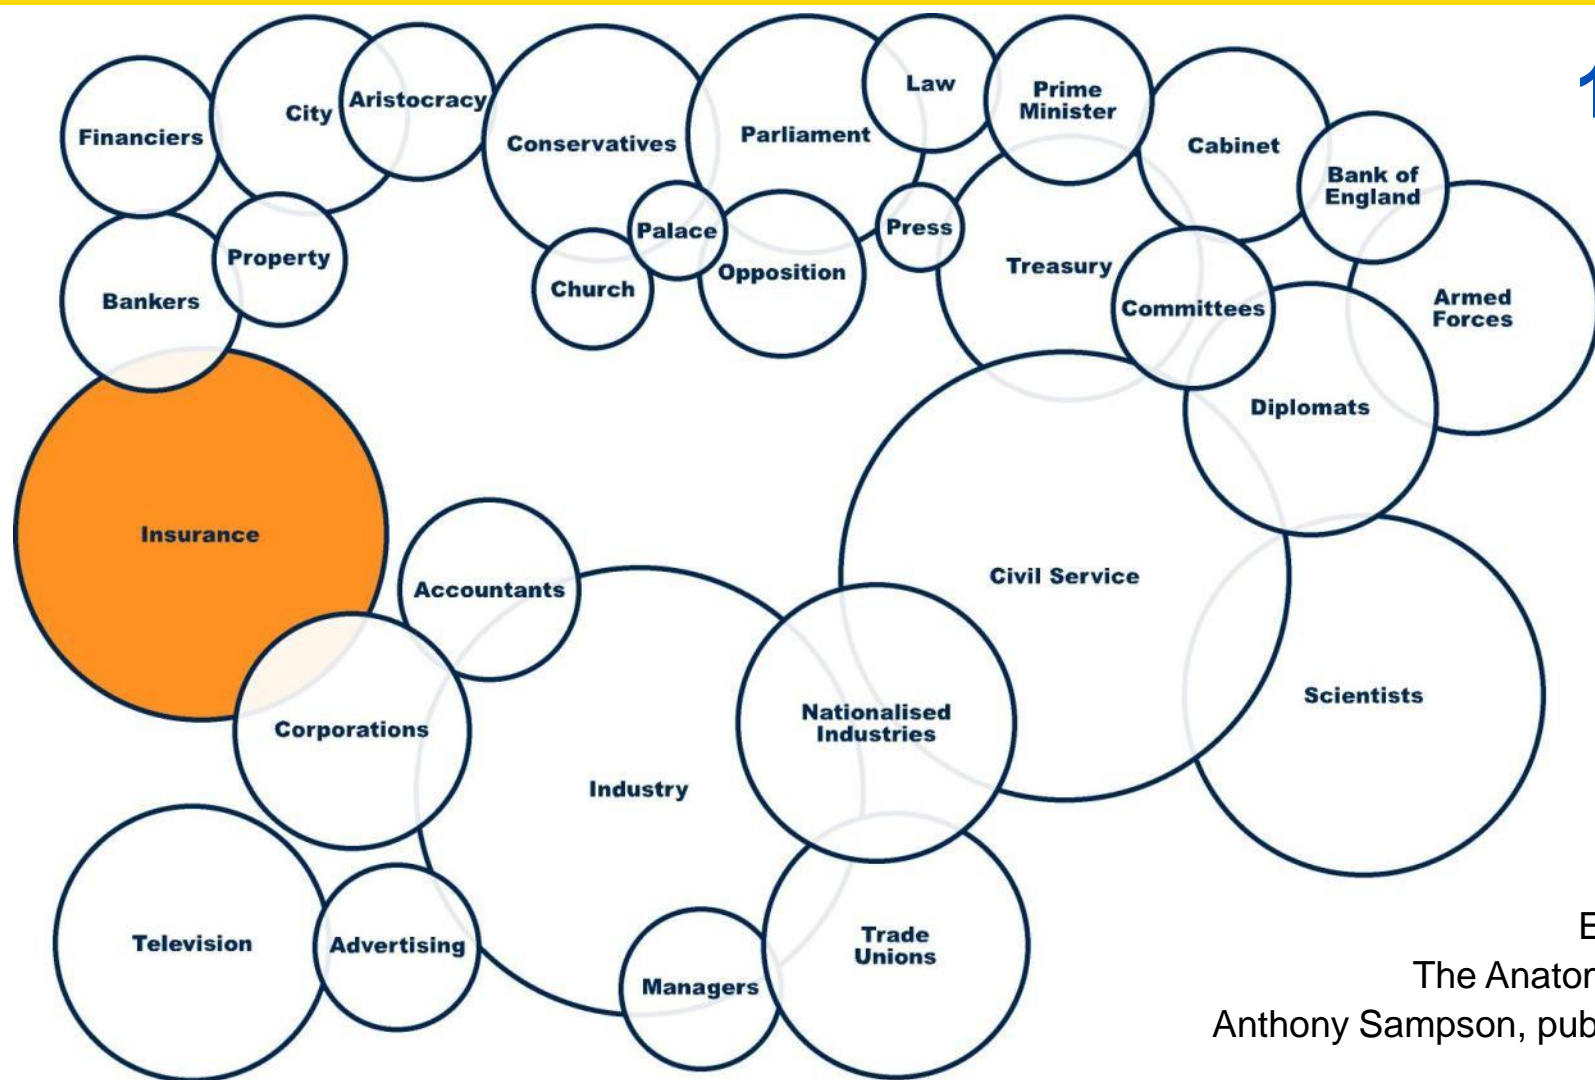 Financiers
City
Aristocracy
Conservatives
Parliament
Law
Prime
Minister
Cabinet
Bank of
England
Bankers
Property
Church
Palace
Opposition
Press
Treasury
Committees
Armed
Forces
Diplomats
Insurance
Accountants
Civil Service
Scientists
Corporations
Industry
Nationalised
Industries
Television
Advertising
Managers
Trade
Unions
The
Anthony Sampson,